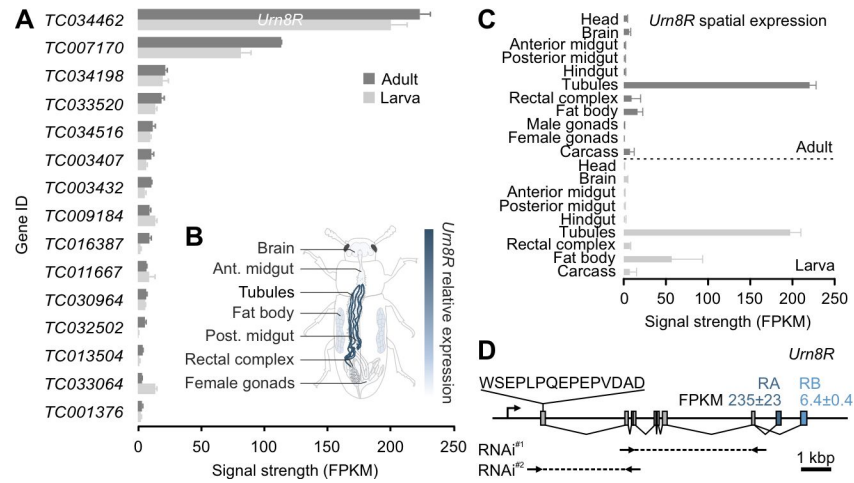 A
TC034462
Urn8R
TC007170
TC034198
TC033520
TC034516
TC003407
TC003432
TC009184
TC016387
TC011667
TC030964
TC032502
TC013504
TC033064
TC001376
Gene ID
Adult
Larva
0 50 100 150 200 250
Signal strength (FPKM)
B
Brain
Ant. midgut
Tubules
Fat body
Post. midgut
Rectal complex
Female gonads
Urn8R relative expression
C
Urn8R spatial expression
Head
Brain
Anterior midgut
Posterior midgut
Hindgut
Tubules
Rectal complex
Fat body
Male gonads
Female gonads
Carcass
Adult
Head
Brain
Anterior midgut
Posterior midgut
Hindgut
Tubules
Rectal complex
Fat body
Carcass
Larva
0 50 100 150 200 250
Signal strength (FPKM)
D
Urn8R
WSEPLPQEPEPVDAD
RA RB
FPKM 235±23 6.4±0.4
RNAi#1
RNAi#2
1 kbp